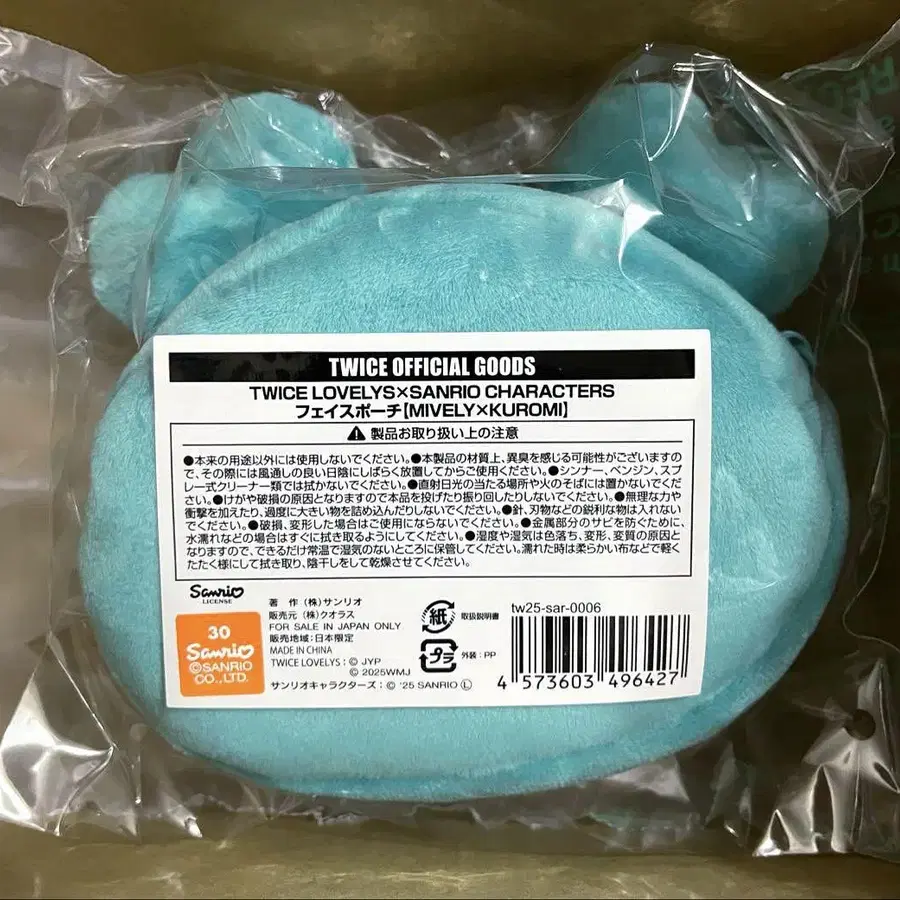 TWICE OFFICIAL GOODS
TWICE LOVELYS×SANRIO CHARACTERS
フェイスポーチ【MIVELY×KUROMI】
⚠ 製品お取り扱い上の注意
●本来の用途以外には使用しないでください。●本製品の材質上、異臭を感じる可能性がございますの
で、その際には風通しの良い日陰にしばらく放置してからご使用ください。●シンナー、ベンジン、スプ
レー式クリーナー類では拭かないでください。●直射日光の当たる場所や火のそばには置かないでくだ
さい。●けがや破損の原因となりますので本品を投げたり振り回したりしないでください。●無理な力や
衝撃を加えたり、過度に大きい物を詰め込んだりしないでください。●針、刃物などの鋭利な物は入れない
でください。●破損、変形した場合はご使用にならないでください。●金属部分のサビを防ぐために、
水濡れなどの場合はすぐに拭き取るようにしてください。●湿度や湿気は色落ち、変形、変質の原因と
なりますので、できるだけ常温で湿気のないところに保管してください。濡れた時は柔らかい布などで軽く
たたく様にして拭き取り、陰干しをして乾燥させてください。
Sanrio
LICENSE
30
Sanrio
©SANRIO
CO.,LTD.
著 作 (株)サンリオ
販売元 (株)クオラス
FOR SALE IN JAPAN ONLY
販売地域:日本限定
MADE IN CHINA
TWICE LOVELYS:© JYP
© 2025WMJ
サンリオキャラクターズ:© '25 SANRIO Ⓛ
紙 取扱説明書
プラ 外装:PP
tw25-sar-0006
4 573603 496427